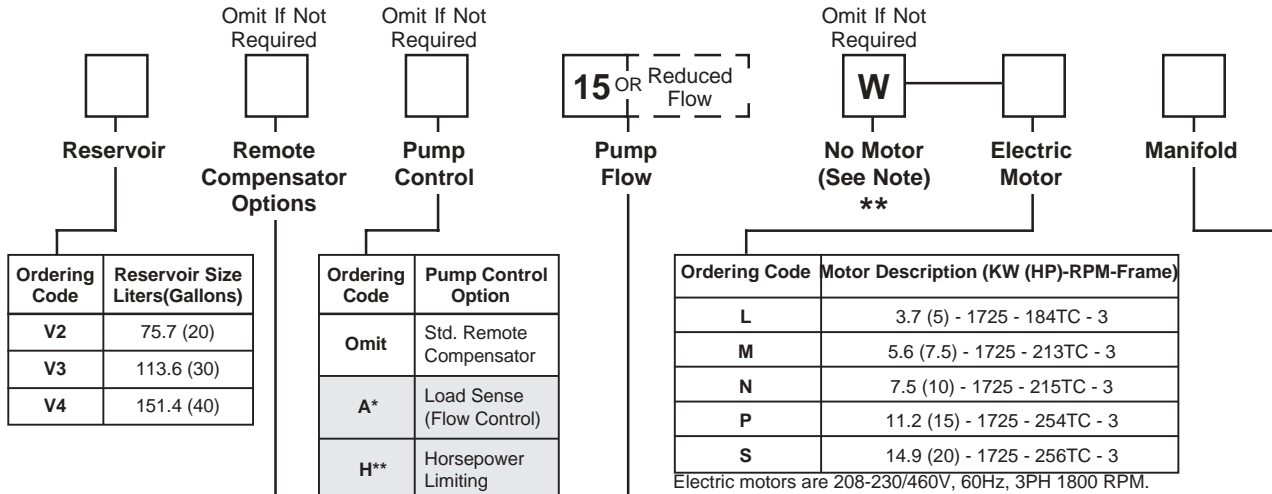 Omit If Not
Required
Omit If Not
Required
Omit If Not
Required
15 OR Reduced
Flow
W
Reservoir
Remote
Compensator
Options
Pump
Control
Pump
Flow
No Motor
(See Note)
**
Electric
Motor
Manifold
Ordering
Code
Reservoir Size
Liters(Gallons)
V2 75.7 (20)
V3 113.6 (30)
V4 151.4 (40)
Ordering
Code
Pump Control
Option
Omit
Std. Remote
Compensator
A*
Load Sense
(Flow Control)
H**
Horsepower
Limiting
Ordering Code Motor Description (KW (HP)-RPM-Frame)
L 3.7 (5) - 1725 - 184TC - 3
M 5.6 (7.5) - 1725 - 213TC - 3
N 7.5 (10) - 1725 - 215TC - 3
P 11.2 (15) - 1725 - 254TC - 3
S 14.9 (20) - 1725 - 256TC - 3
Electric motors are 208-230/460V, 60Hz, 3PH 1800 RPM.